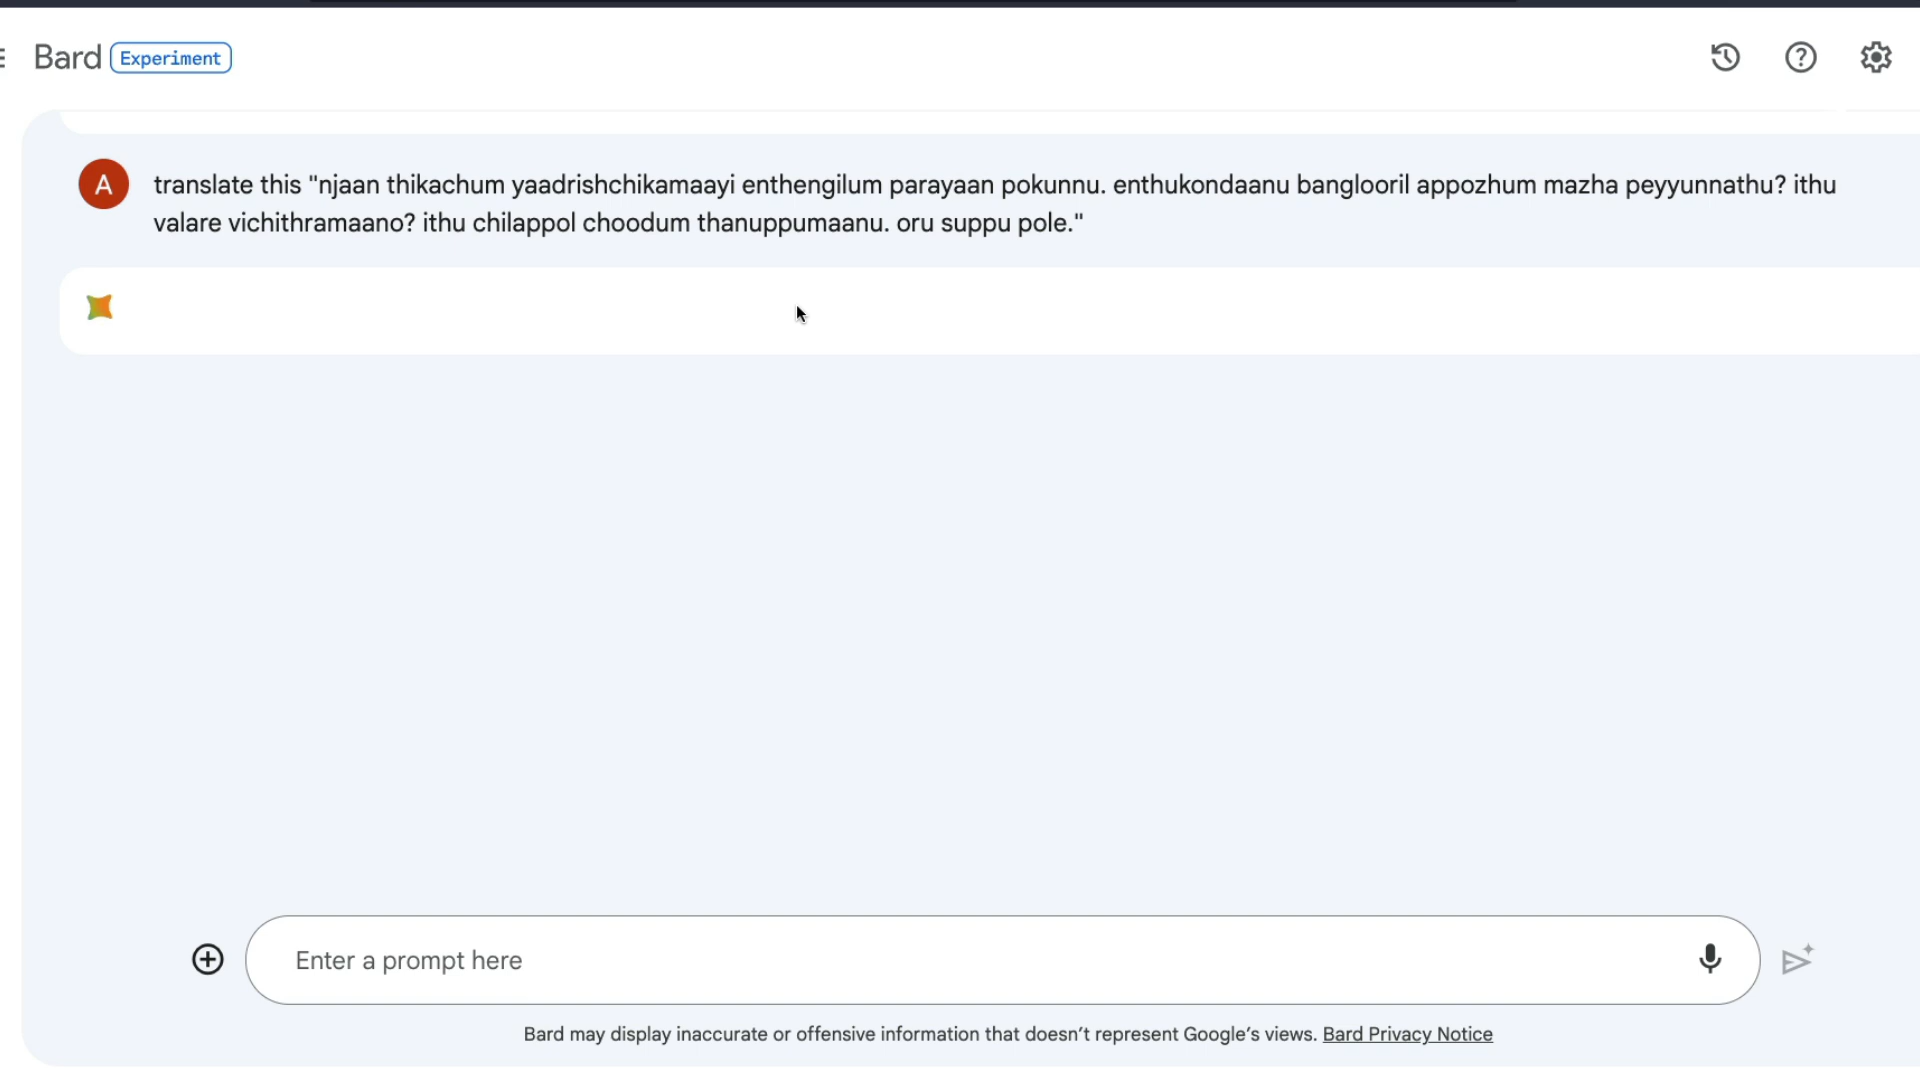 Bard Experiment
A
translate this "njaan thikachum yaadrishchikamaayi enthengilum parayaan pokunnu. enthukondaanu banglooril appozhum mazha peyyunnathu? ithu
valare vichithramaano? ithu chilappol choodum thanuppumaanu. oru suppu pole."
Enter a prompt here
Bard may display inaccurate or offensive information that doesn't represent Google's views. Bard Privacy Notice